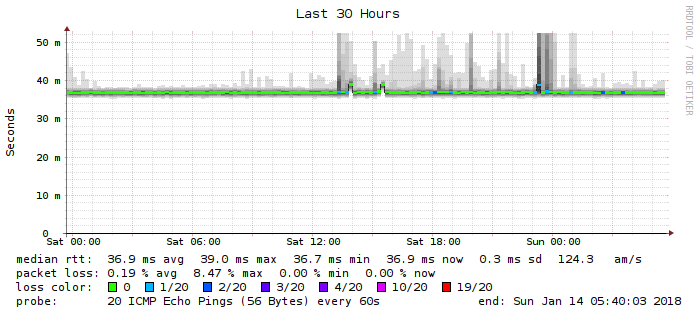 Last 30 Hours
RRDTOOL / TOBI OETIKER
Seconds
50 m
40 m
30 m
20 m
10 m
0
Sat 00:00 Sat 06:00 Sat 12:00 Sat 18:00 Sun 00:00
median rtt: 36.9 ms avg 39.0 ms max 36.7 ms min 36.9 ms now 0.3 ms sd 124.3 am/s
packet loss: 0.19 % avg 8.47 % max 0.00 % min 0.00 % now
loss color: 0 1/20 2/20 3/20 4/20 10/20 19/20
probe: 20 ICMP Echo Pings (56 Bytes) every 60s end: Sun Jan 14 05:40:03 2018